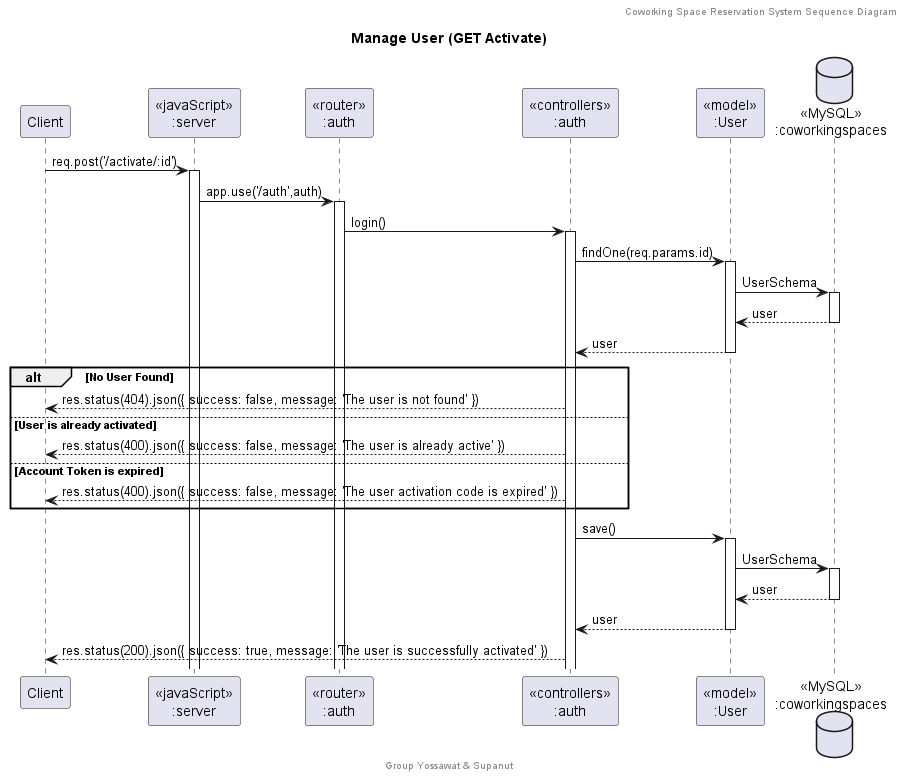 Coworking Space Reservation System Sequence Diagram
Manage User (GET Activate)
Client
«javaScript»
:server
«router»
:auth
«controllers»
:auth
«model»
:User
«MySQL»
:coworkingspaces
req.post('/activate/:id')
app.use('/auth',auth)
login()
findOne(req.params.id)
UserSchema
user
user
alt [No User Found]
res.status(404).json({ success: false, message: 'The user is not found' })
[User is already activated]
res.status(400).json({ success: false, message: 'The user is already active' })
[Account Token is expired]
res.status(400).json({ success: false, message: 'The user activation code is expired' })
save()
UserSchema
user
user
res.status(200).json({ success: true, message: 'The user is successfully activated' })
Client
«javaScript»
:server
«router»
:auth
«controllers»
:auth
«model»
:User
«MySQL»
:coworkingspaces
Group Yossawat & Supanut